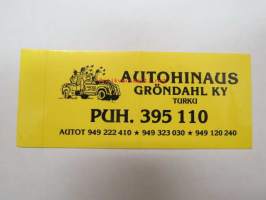 AUTOHINAUS
GRÖNDAHL KY
TURKU
PUH. 395 110
AUTOT 949 222 410 ★ 949 323 030 ★ 949 120 240